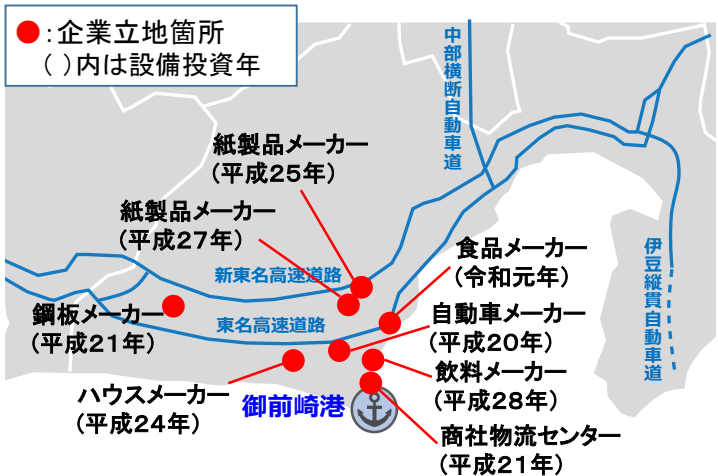 ●:企業立地箇所
( )内は設備投資年
中部横断自動車道
紙製品メーカー
(平成25年)
紙製品メーカー
(平成27年)
食品メーカー
(令和元年)
新東名高速道路
伊豆縦貫自動車道
鋼板メーカー
(平成21年)
東名高速道路
自動車メーカー
(平成20年)
飲料メーカー
(平成28年)
ハウスメーカー
(平成24年)
御前崎港
商社物流センター
(平成21年)